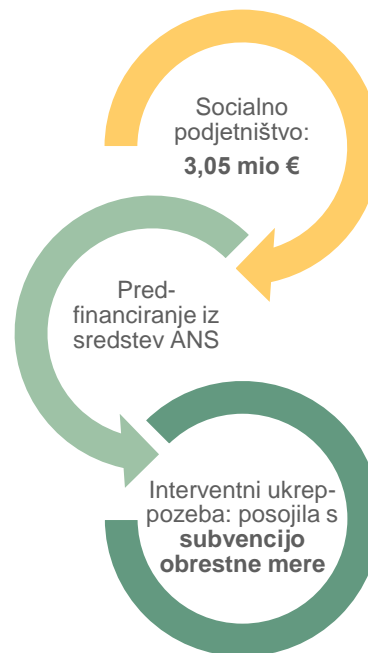 Socialno
podjetništvo:
3,05 mio €
Pred-
financiranje iz
sredstev ANS
Interventni ukrep-
pozeba: posojila s
subvencijo
obrestne mere